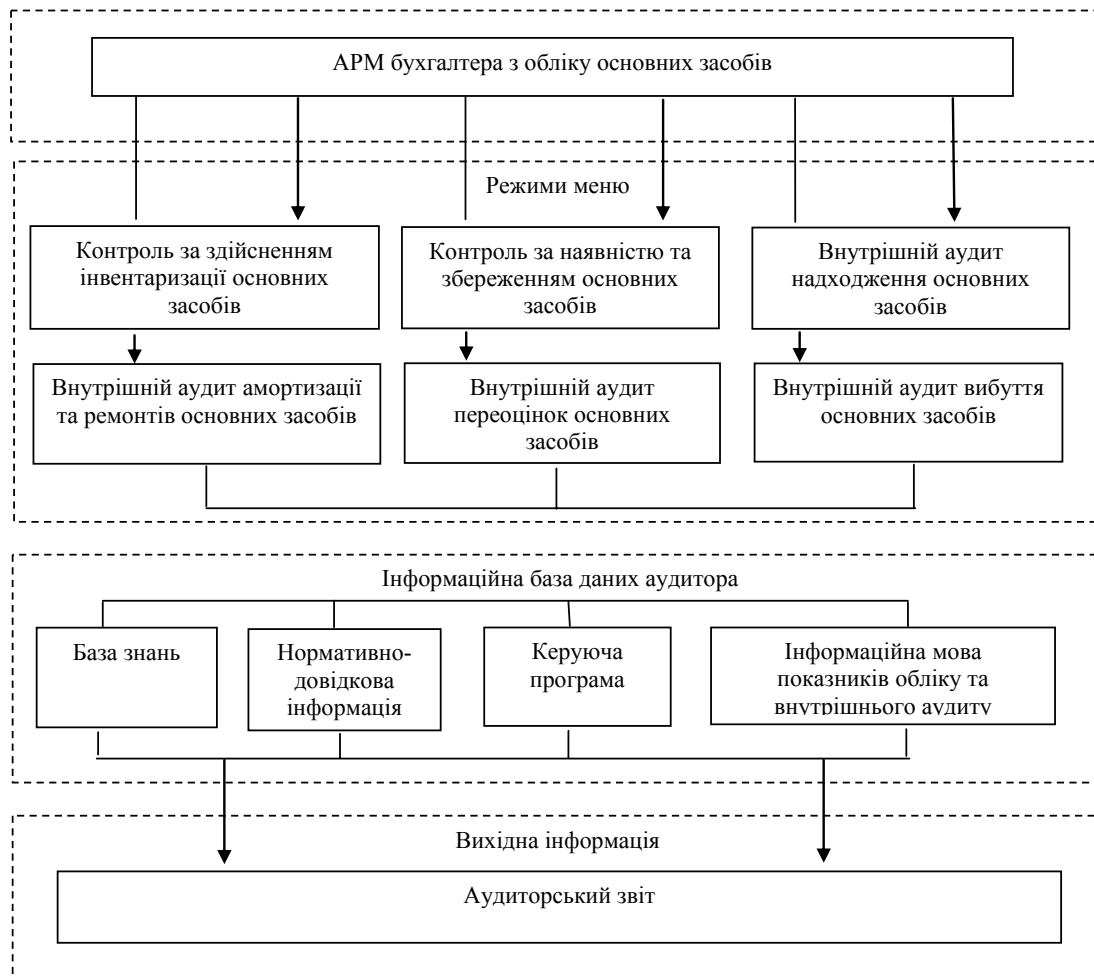 АРМ бухгалтера з обліку основних засобів
Режими меню
Контроль за здійсненням
інвентаризації основних
засобів
Контроль за наявністю та
збереженням основних
засобів
Внутрішній аудит
надходження основних
засобів
Внутрішній аудит амортизації
та ремонтів основних засобів
Внутрішній аудит
переоцінок основних
засобів
Внутрішній аудит вибуття
основних засобів
Інформаційна база даних аудитора
База знань
Нормативно-
довідкова
інформація
Керуюча
програма
Інформаційна мова
показників обліку та
внутрішнього аудиту
Вихідна інформація
Аудиторський звіт